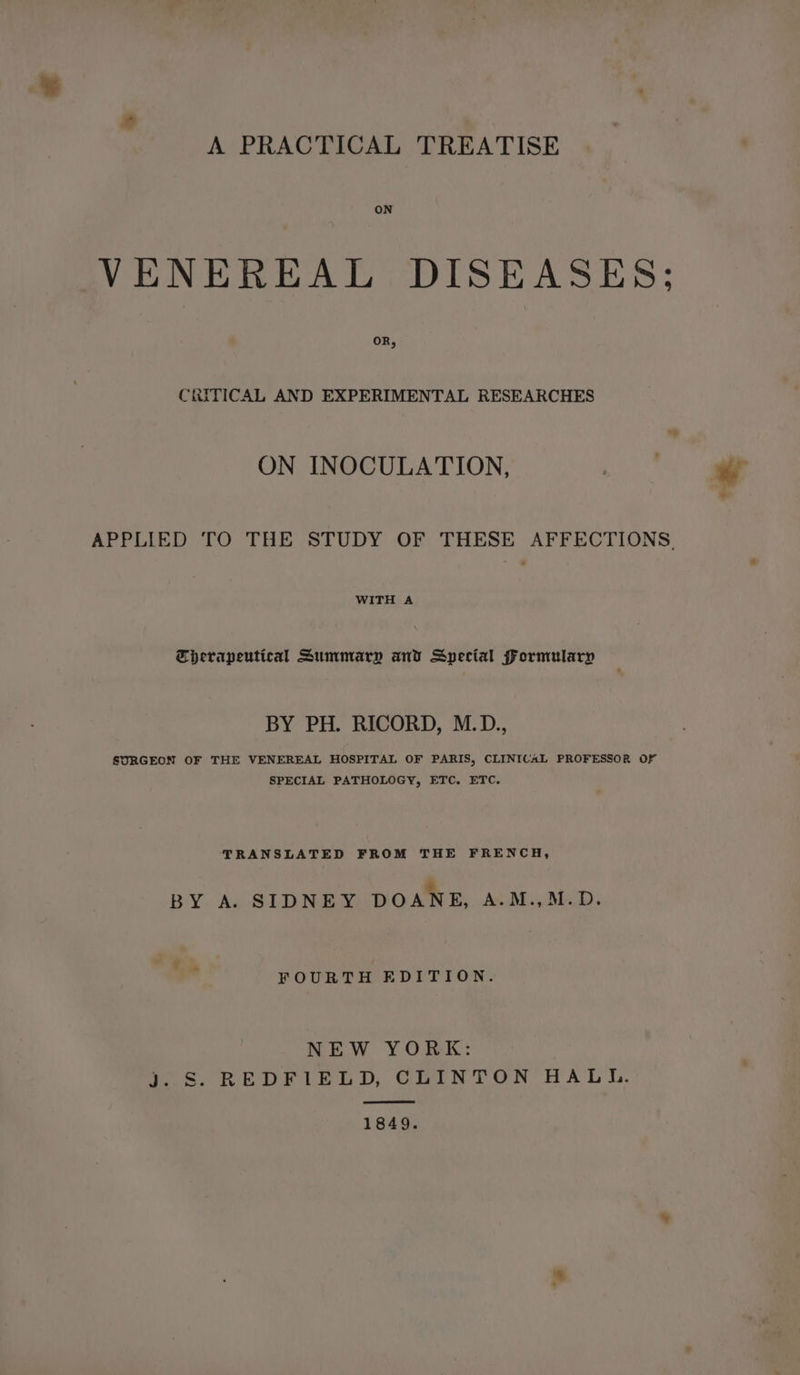 A PRACTICAL TREATISE
ON
VENEREAL DISEASES;
OR,
CRITICAL AND EXPERIMENTAL RESEARCHES
ON INOCULATION,
APPLIED TO THE STUDY OF THESE AFFECTIONS,
WITH A
Therapeutical Summary and Special Formulary
BY PH. RICORD, M.D.,
SURGEON OF THE VENEREAL HOSPITAL OF PARIS, CLINICAL PROFESSOR OF
SPECIAL PATHOLOGY, ETC. ETC.
TRANSLATED FROM THE FRENCH,
BY A. SIDNEY DOANE, A.M., M.D.
FOURTH EDITION.
NEW YORK:
J. S. REDFIELD, CLINTON HALL.
1849.